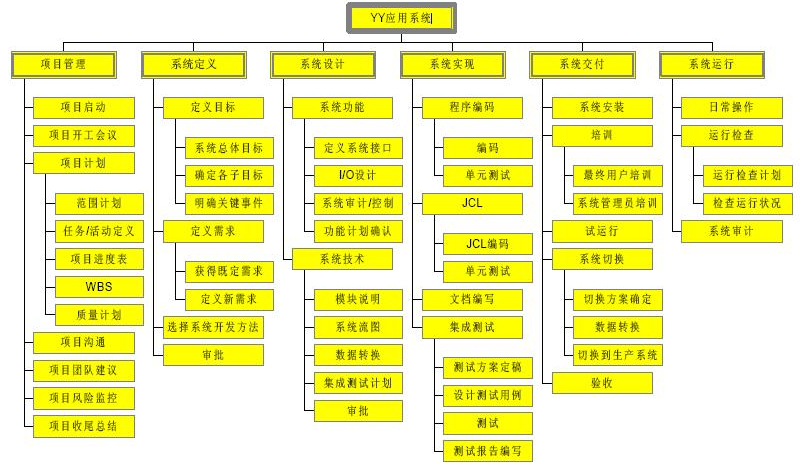 YY应用系统
项目管理
项目启动
项目开工会议
项目计划
范围计划
任务/活动定义
项目进度表
WBS
质量计划
项目沟通
项目团队建议
项目风险监控
项目收尾总结
系统定义
定义目标
系统总体目标
确定各子目标
明确关键事件
定义需求
获得既定需求
定义新需求
选择系统开发方法
审批
系统设计
系统功能
定义系统接口
I/O设计
系统审计/控制
功能计划确认
系统技术
模块说明
系统流图
数据转换
集成测试计划
审批
系统实现
程序编码
编码
单元测试
JCL
JCL编码
单元测试
文档编写
集成测试
测试方案定稿
设计测试用例
测试
测试报告编写
系统交付
系统安装
培训
最终用户培训
系统管理员培训
试运行
系统切换
切换方案确定
数据转换
切换到生产系统
验收
系统运行
日常操作
运行检查
运行检查计划
检查运行状况
系统审计